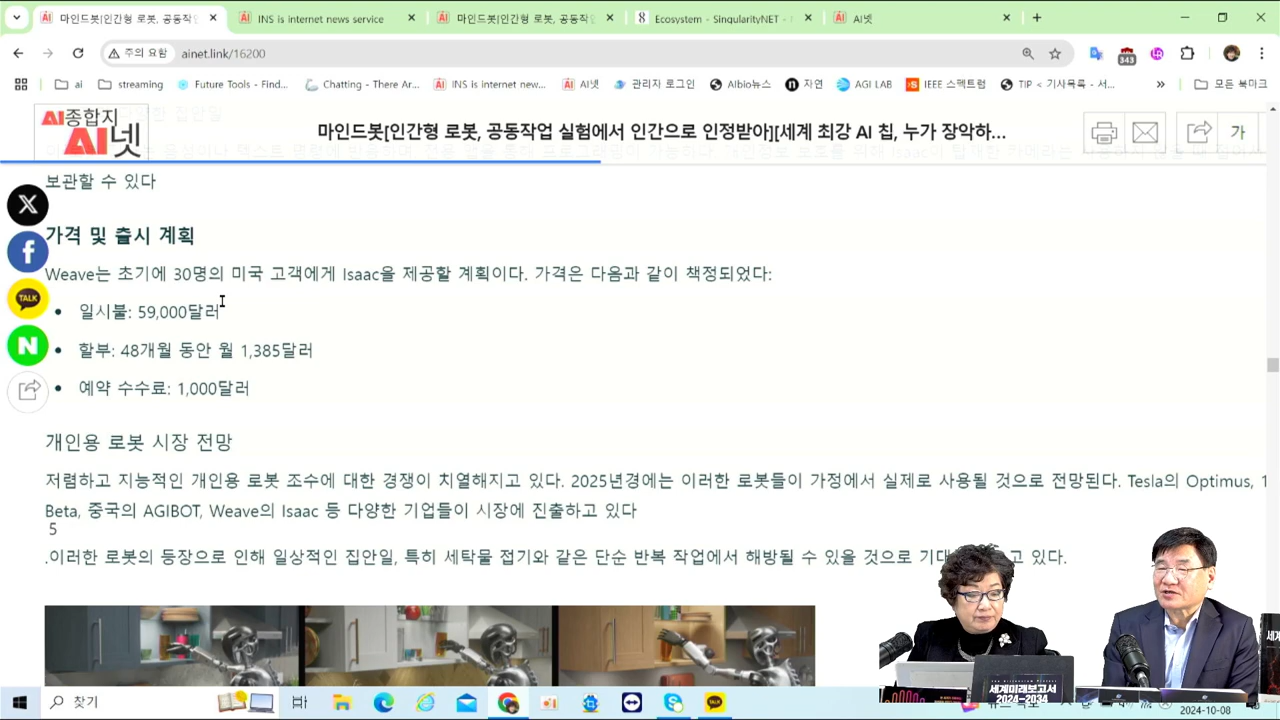 마인드봇[인간형 로봇, 공동작업
INS is internet news service
마인드봇[인간형 로봇, 공동작업
Ecosystem - SingularityNET -
AI넷
주의 요함
ainet.link/16200
343
ai
streaming
Future Tools - Find...
Chatting - There Ar...
INS is internet new...
AI넷
관리자 로그인
Albio뉴스
자연
AGI LAB
IEEE 스펙트럼
TIP < 기사목록 - 서...
모든 북마크
AI종합지
AI넷
마인드봇[인간형 로봇, 공동작업 실험에서 인간으로 인정받아][세계 최강 AI 칩, 누가 장악하...
가
보관할 수 있다
가격 및 출시 계획
Weave는 초기에 30명의 미국 고객에게 Isaac을 제공할 계획이다. 가격은 다음과 같이 책정되었다:
• 일시불: 59,000달러
• 할부: 48개월 동안 월 1,385달러
• 예약 수수료: 1,000달러
TALK
N
개인용 로봇 시장 전망
저렴하고 지능적인 개인용 로봇 조수에 대한 경쟁이 치열해지고 있다. 2025년경에는 이러한 로봇들이 가정에서 실제로 사용될 것으로 전망된다. Tesla의 Optimus, 1
Beta, 중국의 AGIBOT, Weave의 Isaac 등 다양한 기업들이 시장에 진출하고 있다
5
.이러한 로봇의 등장으로 인해 일상적인 집안일, 특히 세탁물 접기와 같은 단순 반복 작업에서 해방될 수 있을 것으로 기대 고 있다.
세계미래보고서
2024-2034
찾기
2024-10-08